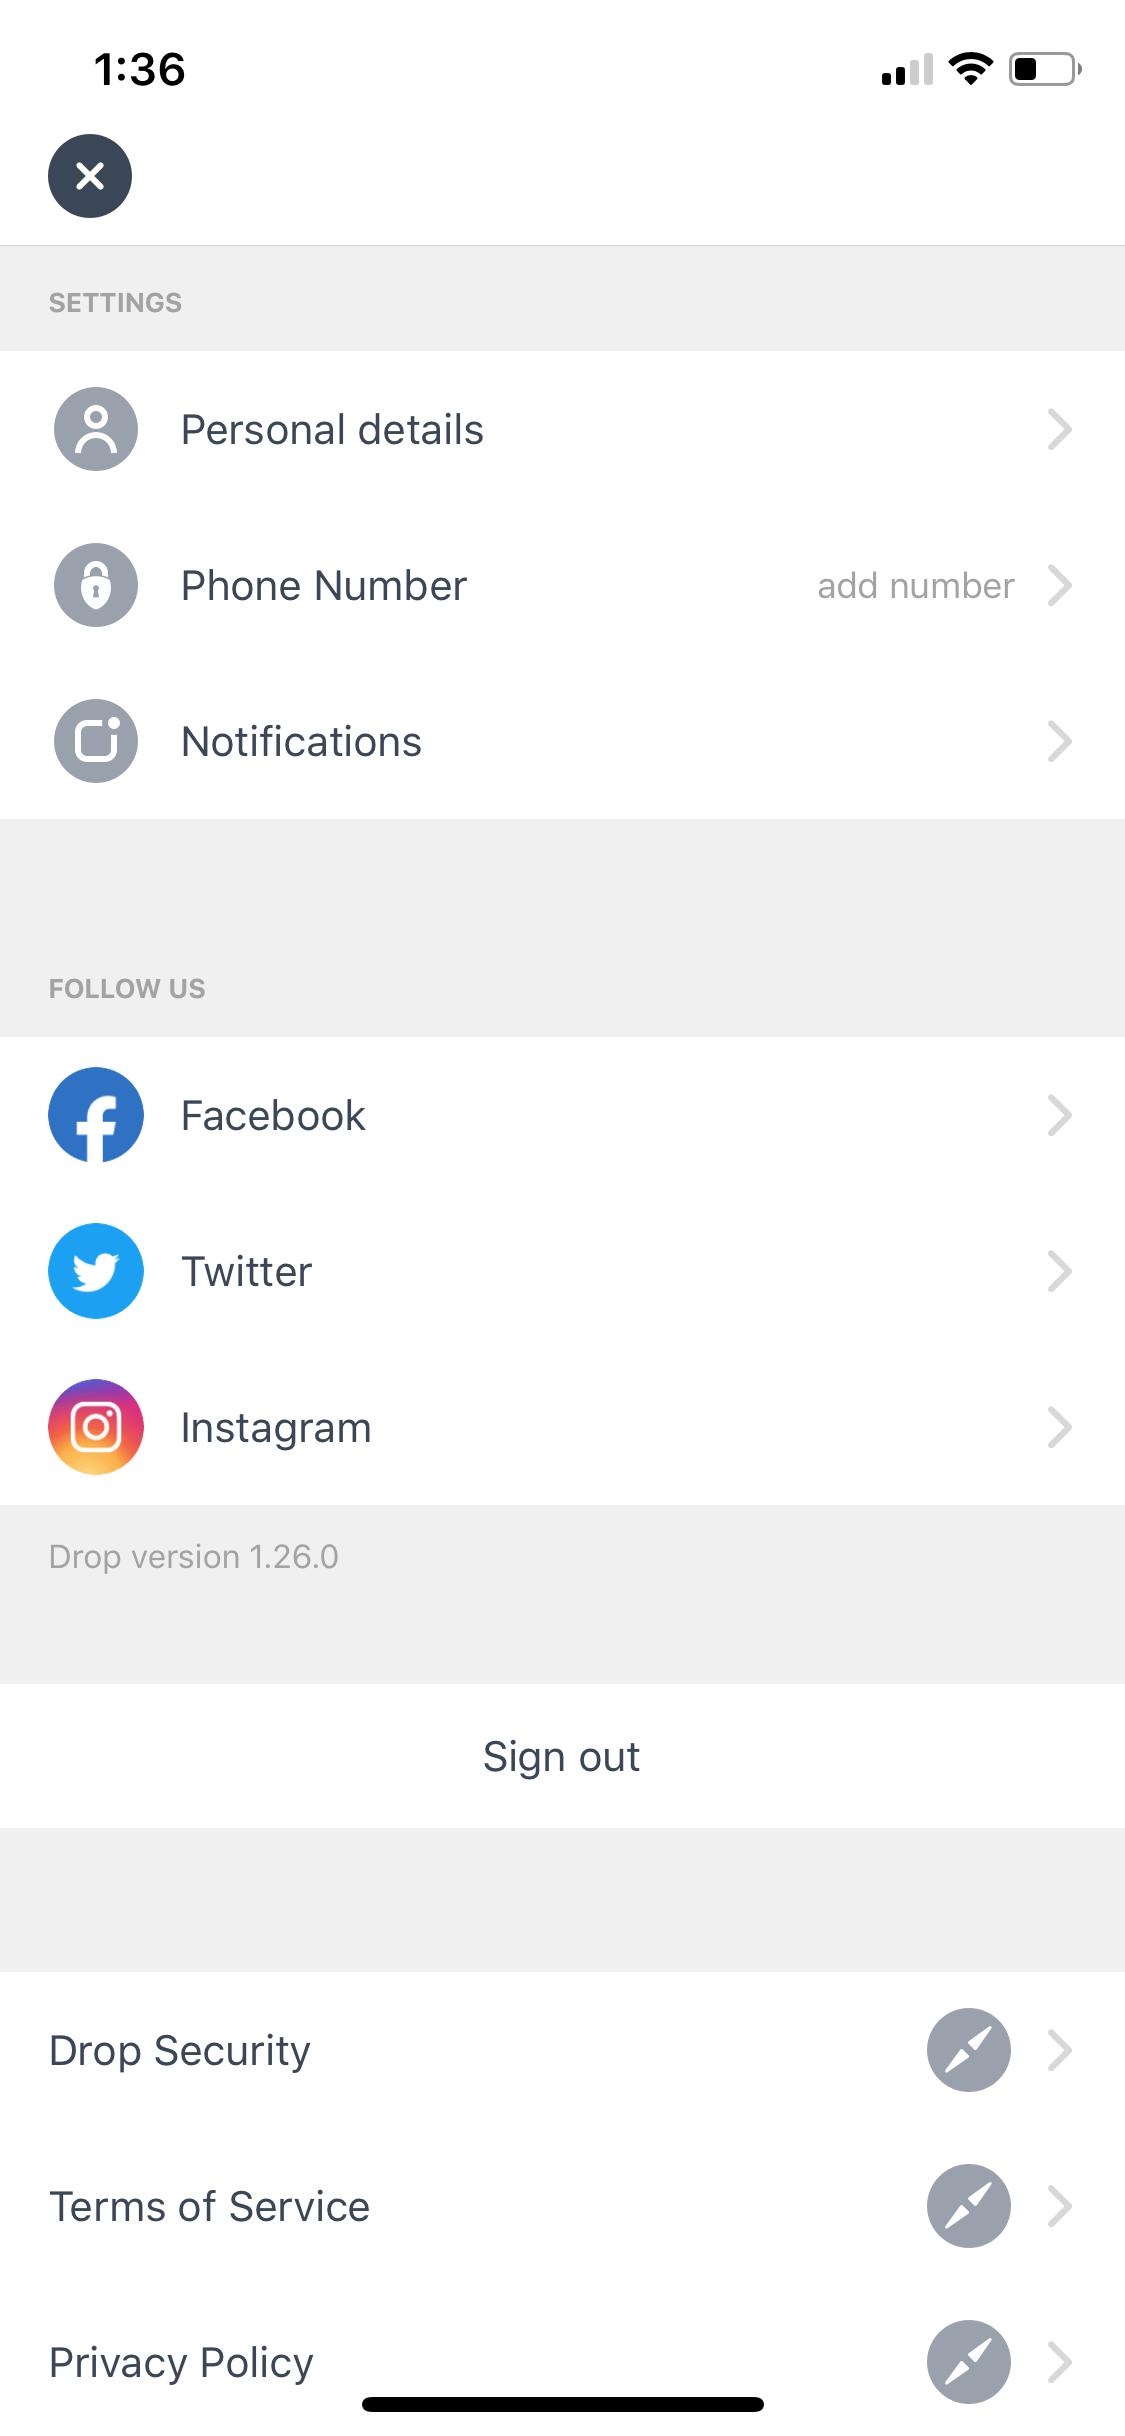 1:36
SETTINGS
Personal details
Phone Number add number
Notifications
FOLLOW US
Facebook
Twitter
Instagram
Drop version 1.26.0
Sign out
Drop Security
Terms of Service
Privacy Policy